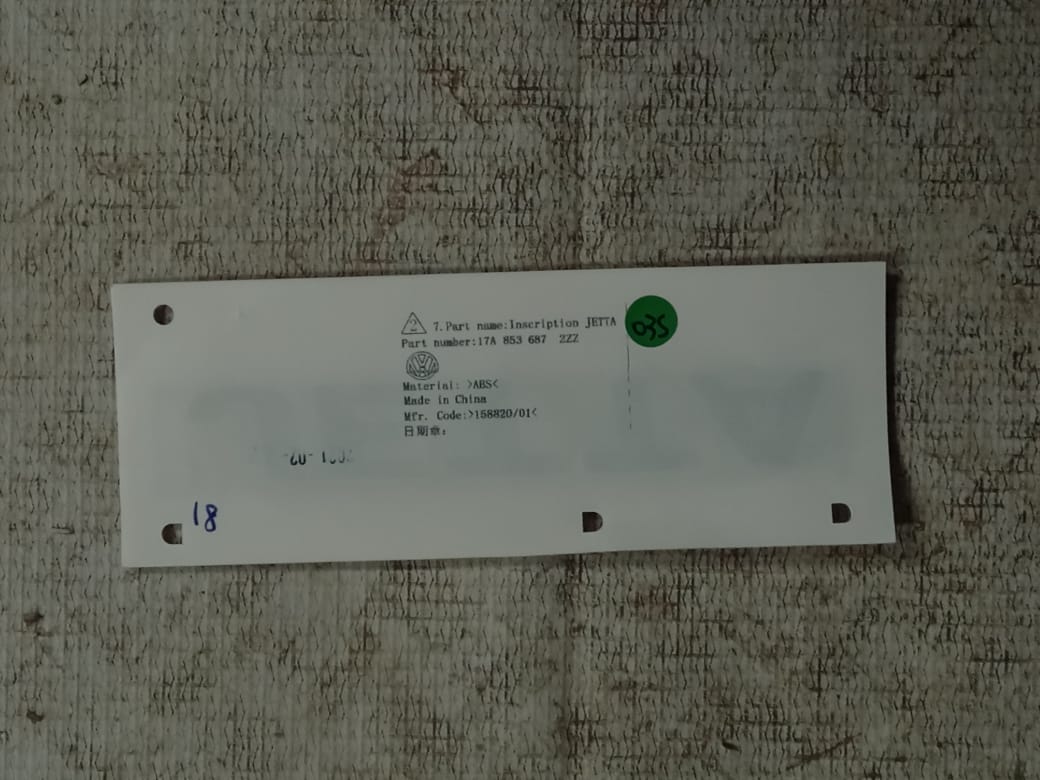 2 7.Part name:Inscription JETTA
035
Part number:17A 853 687 2ZZ
Material: >ABS<
Made in China
Mfr. Code:>158820/01<
日期章:
18